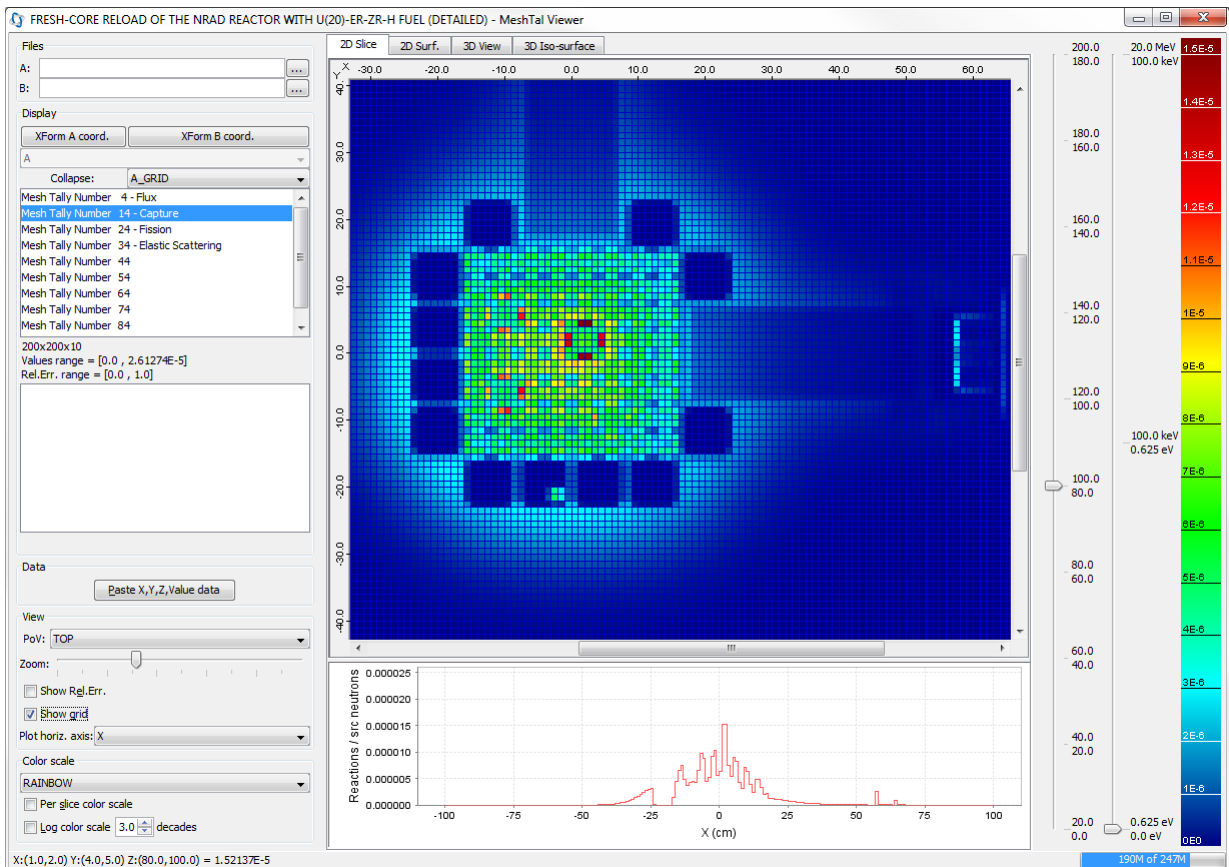 FRESH-CORE RELOAD OF THE NRAD REACTOR WITH U(20)-ER-ZR-H FUEL (DETAILED) - MeshTal Viewer
Files
A:
...
B:
...
Display
XForm A coord.
XForm B coord.
A
Collapse:
A_GRID
Mesh Tally Number 4 - Flux
Mesh Tally Number 14 - Capture
Mesh Tally Number 24 - Fission
Mesh Tally Number 34 - Elastic Scattering
Mesh Tally Number 44
Mesh Tally Number 54
Mesh Tally Number 64
Mesh Tally Number 74
Mesh Tally Number 84
200x200x10
Values range = [0.0 , 2.61274E-5]
Rel.Err. range = [0.0 , 1.0]
Data
Paste X,Y,Z,Value data
View
PoV: TOP
Zoom:
Show Rel.Err.
Show grid
Plot horiz. axis: X
Color scale
RAINBOW
Per slice color scale
Log color scale 3.0 decades
X:(1.0,2.0) Y:(4.0,5.0) Z:(80.0,100.0) = 1.52137E-5
2D Slice
2D Surf.
3D View
3D Iso-surface
X
Y
-30.0 -20.0 -10.0 0.0 10.0 20.0 30.0 40.0 50.0 60.0
40.
30.0
20.0
10.0
0.0
-10.0
-20.0
-30.0
-40.0
Reactions / src neutrons
0.000025
0.000020
0.000015
0.000010
0.000005
0.000000
-100 -75 -50 -25 0 25 50 75 100
X (cm)
200.0
180.0
180.0
160.0
160.0
140.0
140.0
120.0
120.0
100.0
100.0
80.0
80.0
60.0
60.0
40.0
40.0
20.0
20.0
0.0
20.0 MeV
100.0 keV
100.0 keV
0.625 eV
0.625 eV
0.0 eV
1.5E-5
1.4E-5
1.3E-5
1.2E-5
1.1E-5
1E-5
9E-6
8E-6
7E-6
6E-6
5E-6
4E-6
3E-6
2E-6
1E-6
0E0
190M of 247M